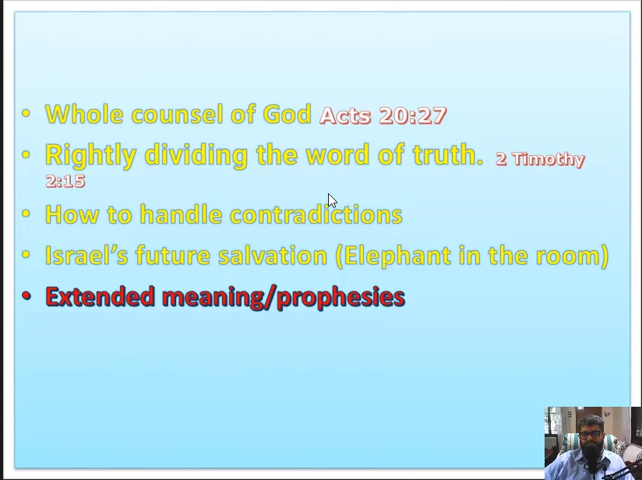 • Whole counsel of God Acts 20:27
• Rightly dividing the word of truth. 2 Timothy
2:15
• How to handle contradictions
• Israel's future salvation (Elephant in the room)
• Extended meaning/prophesies